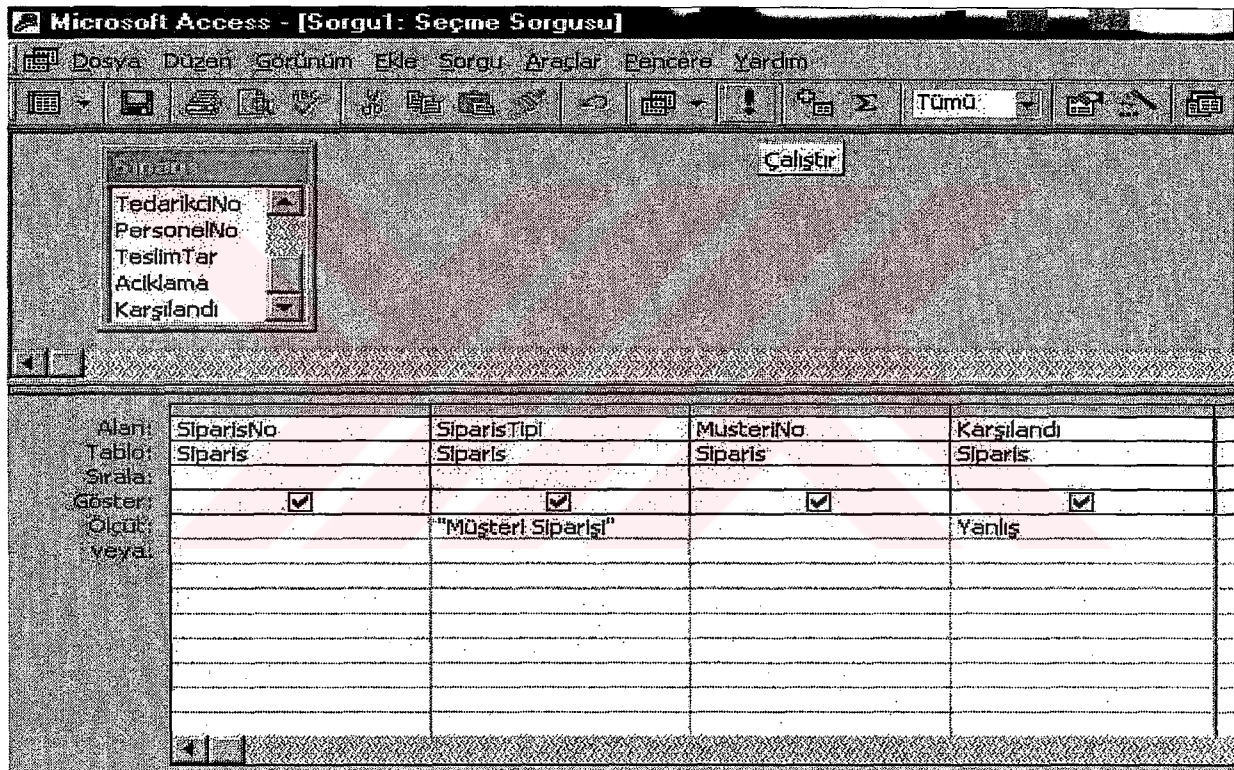 Microsoft Access - [Sorgu1: Seçme Sorgusu]
Dosya Düzen Görünüm Ekle Sorgu Araçlar Pencere Yardım
Tümü
Çalıştır
TedarikciNo
PersonelNo
TeslimTar
Aciklama
Karşılandı
Alan: SiparisNo SiparisTipi MusteriNo Karşılandı
Tablo: Siparis Siparis Siparis Siparis
Sırala:
Göster:
Ölçüt: "Müşteri Siparişi" Yanlış
veya: